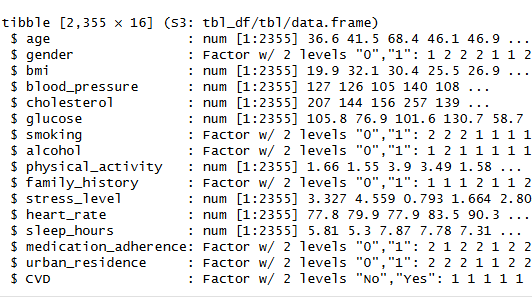 tibble [2,355 × 16] (S3: tbl_df/tbl/data.frame)
$ age : num [1:2355] 36.6 41.5 68.4 46.1 46.9 ...
$ gender : Factor w/ 2 levels "0","1": 1 2 2 2 1 1 2
$ bmi : num [1:2355] 19.9 32.1 30.4 25.5 26.9 ...
$ blood_pressure : num [1:2355] 127 126 105 140 108 ...
$ cholesterol : num [1:2355] 207 144 156 257 139 ...
$ glucose : num [1:2355] 105.8 76.9 101.6 130.7 58.7
$ smoking : Factor w/ 2 levels "0","1": 2 2 2 1 1 1 1
$ alcohol : Factor w/ 2 levels "0","1": 1 2 1 1 1 1 1
$ physical_activity : num [1:2355] 1.66 1.55 3.9 3.49 1.58 ...
$ family_history : Factor w/ 2 levels "0","1": 1 1 1 2 1 1 2
$ stress_level : num [1:2355] 3.327 4.559 0.793 1.664 2.80
$ heart_rate : num [1:2355] 77.8 79.9 77.9 83.5 90.3 ...
$ sleep_hours : num [1:2355] 5.81 5.3 7.87 7.78 7.31 ...
$ medication_adherence: Factor w/ 2 levels "0","1": 2 1 2 2 1 2 2
$ urban_residence : Factor w/ 2 levels "0","1": 2 2 2 1 1 2 2
$ CVD : Factor w/ 2 levels "No","Yes": 1 1 1 1 1